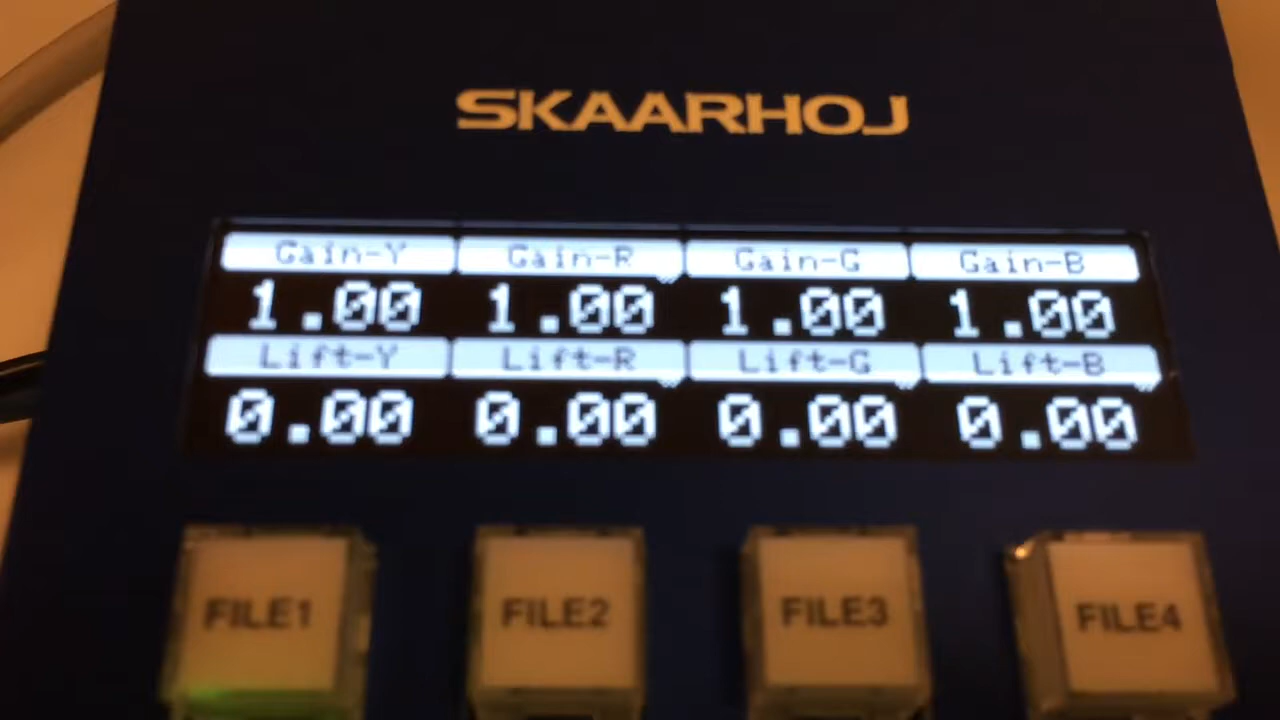 SKAARHOJ
Gain-Y Gain-R Gain-G Gain-B
1.00 1.00 1.00 1.00
Lift-Y Lift-R Lift-G Lift-B
0.00 0.00 0.00 0.00
FILE1 FILE2 FILE3 FILE4